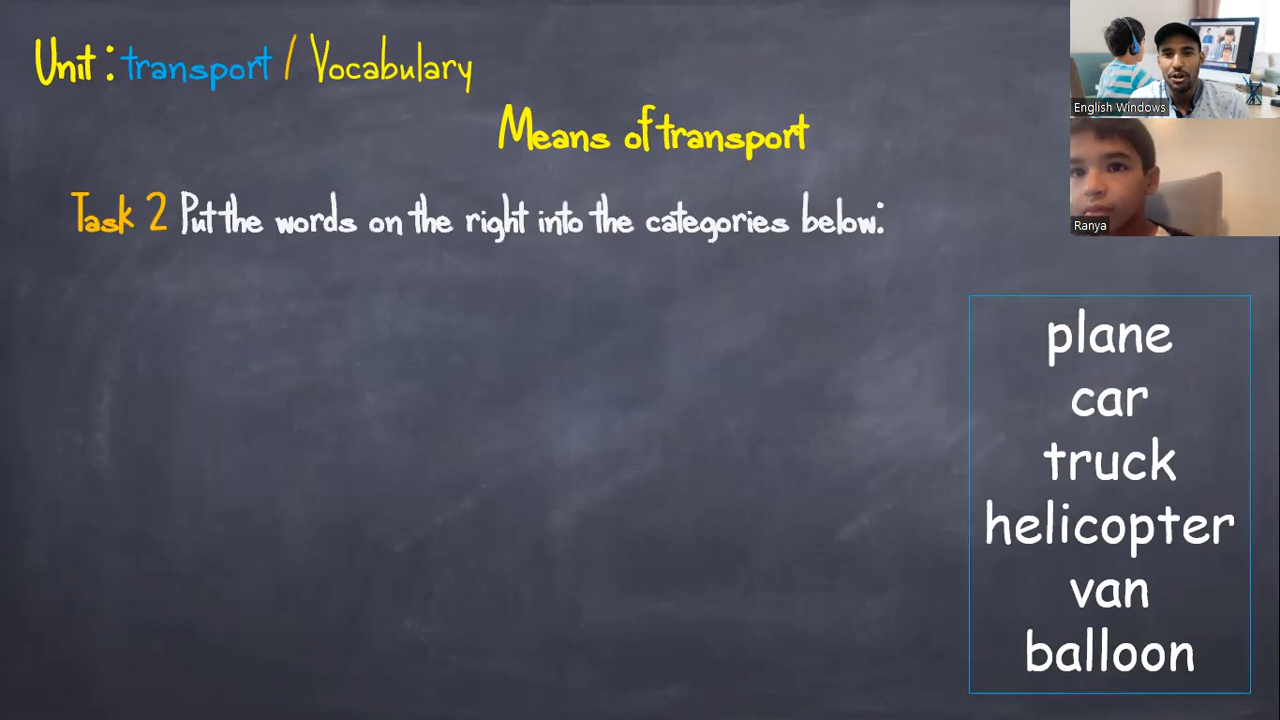 Unit : transport / Vocabulary
Means of transport
Task 2 Put the words on the right into the categories below:
English Windows
Ranya
plane
car
truck
helicopter
van
balloon